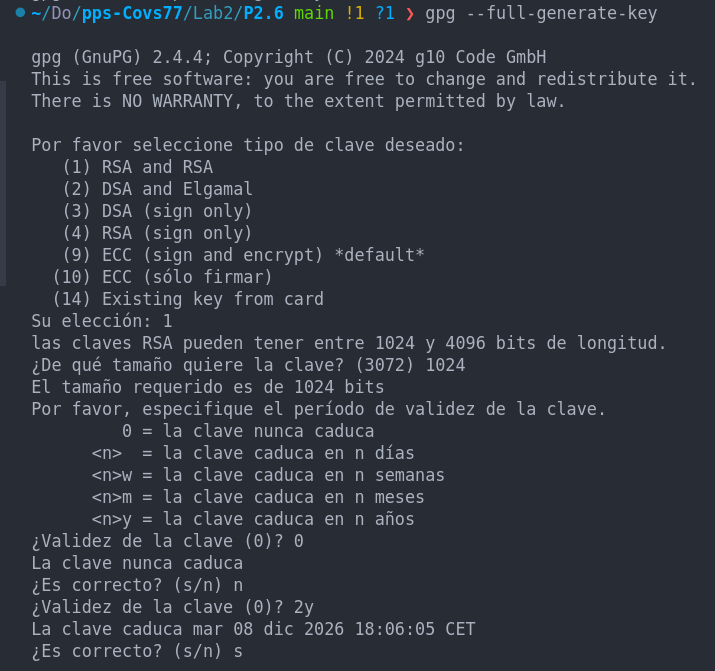 ~/Do/pps-Covs77/Lab2/P2.6 main !1 ?1 ❯ gpg --full-generate-key
gpg (GnuPG) 2.4.4; Copyright (C) 2024 g10 Code GmbH
This is free software: you are free to change and redistribute it.
There is NO WARRANTY, to the extent permitted by law.
Por favor seleccione tipo de clave deseado:
(1) RSA and RSA
(2) DSA and Elgamal
(3) DSA (sign only)
(4) RSA (sign only)
(9) ECC (sign and encrypt) *default*
(10) ECC (sólo firmar)
(14) Existing key from card
Su elección: 1
las claves RSA pueden tener entre 1024 y 4096 bits de longitud.
¿De qué tamaño quiere la clave? (3072) 1024
El tamaño requerido es de 1024 bits
Por favor, especifique el período de validez de la clave.
0 = la clave nunca caduca
<n>  = la clave caduca en n días
<n>w = la clave caduca en n semanas
<n>m = la clave caduca en n meses
<n>y = la clave caduca en n años
¿Validez de la clave (0)? 0
La clave nunca caduca
¿Es correcto? (s/n) n
¿Validez de la clave (0)? 2y
La clave caduca mar 08 dic 2026 18:06:05 CET
¿Es correcto? (s/n) s